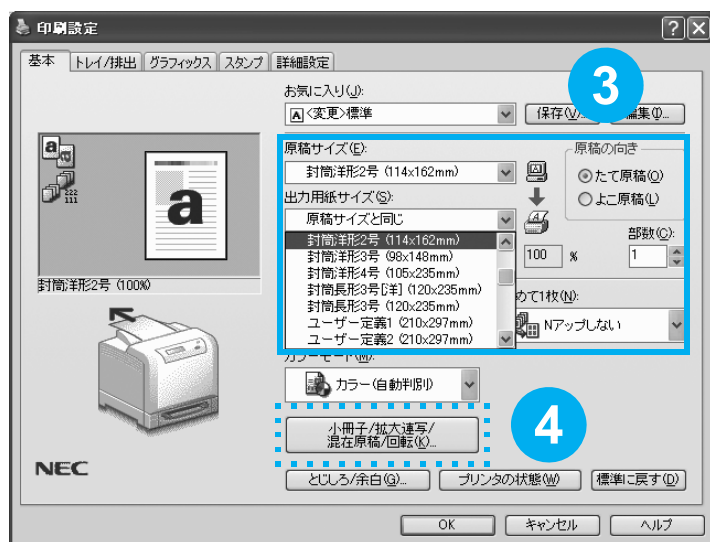 印刷設定
基本 トレイ/排出 グラフィックス スタンプ 詳細設定
お気に入り(J):
<変更>標準
保存(V)...
編集(I)...
3
原稿サイズ(E):
封筒洋形2号 (114x162mm)
原稿の向き
たて原稿(O)
よこ原稿(L)
出力用紙サイズ(S):
原稿サイズと同じ
封筒洋形2号 (114x162mm)
封筒洋形3号 (98x148mm)
封筒洋形4号 (105x235mm)
封筒長形3号[洋] (120x235mm)
封筒長形3号 (120x235mm)
ユーザー定義1 (210x297mm)
ユーザー定義2 (210x297mm)
100 %
部数(C):
1
めて1枚(N):
Nアップしない
a
a
222
111
封筒洋形2号 (100%)
カラーモード(M):
カラー(自動判別)
小冊子/拡大連写/
混在原稿/回転(K)...
4
NEC
とじしろ/余白(G)... プリンタの状態(W) 標準に戻す(D)
OK キャンセル ヘルプ